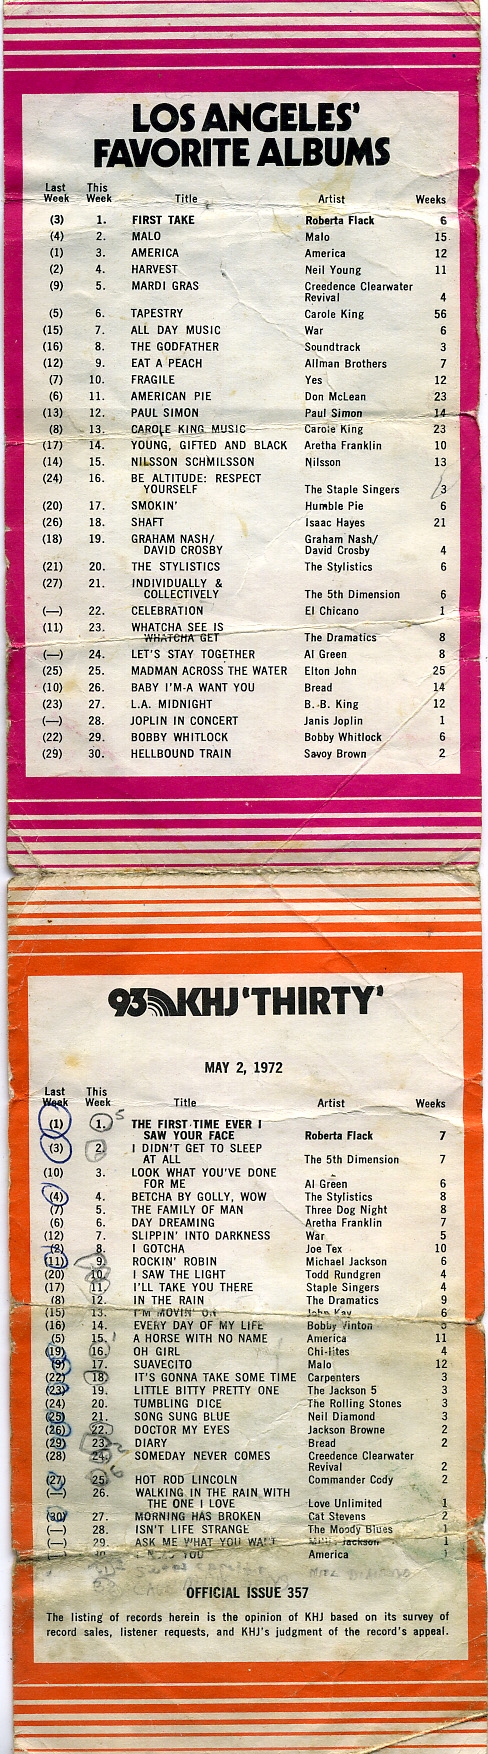 LOS ANGELES'
FAVORITE ALBUMS
Last Week This Week Title Artist Weeks
(3) 1. FIRST TAKE Roberta Flack 6
(4) 2. MALO Malo 15
(1) 3. AMERICA America 12
(2) 4. HARVEST Neil Young 11
(9) 5. MARDI GRAS Creedence Clearwater
Revival 4
(5) 6. TAPESTRY Carole King 56
(15) 7. ALL DAY MUSIC War 6
(16) 8. THE GODFATHER Soundtrack 3
(12) 9. EAT A PEACH Allman Brothers 7
(7) 10. FRAGILE Yes 12
(6) 11. AMERICAN PIE Don McLean 23
(13) 12. PAUL SIMON Paul Simon 14
(8) 13. CAROLE KING MUSIC Carole King 23
(17) 14. YOUNG, GIFTED AND BLACK Aretha Franklin 10
(14) 15. NILSSON SCHMILSSON Nilsson 13
(24) 16. BE ALTITUDE: RESPECT
YOURSELF The Staple Singers 3
(20) 17. SMOKIN' Humble Pie 6
(26) 18. SHAFT Isaac Hayes 21
(18) 19. GRAHAM NASH/ Graham Nash/
DAVID CROSBY David Crosby 4
(21) 20. THE STYLISTICS The Stylistics 6
(27) 21. INDIVIDUALLY &
COLLECTIVELY The 5th Dimension 6
(—) 22. CELEBRATION El Chicano 1
(11) 23. WHATCHA SEE IS
WHATCHA GET The Dramatics 8
(—) 24. LET'S STAY TOGETHER Al Green 8
(25) 25. MADMAN ACROSS THE WATER Elton John 25
(10) 26. BABY I'M-A WANT YOU Bread 14
(23) 27. L.A. MIDNIGHT B. B. King 12
(—) 28. JOPLIN IN CONCERT Janis Joplin 1
(22) 29. BOBBY WHITLOCK Bobby Whitlock 6
(29) 30. HELLBOUND TRAIN Savoy Brown 2
93 KHJ 'THIRTY'
MAY 2, 1972
Last Week This Week Title Artist Weeks
(1) 1. 5 THE FIRST TIME EVER I
SAW YOUR FACE Roberta Flack 7
(3) 2. I DIDN'T GET TO SLEEP
AT ALL The 5th Dimension 7
(10) 3. LOOK WHAT YOU'VE DONE
FOR ME Al Green 6
(4) 4. BETCHA BY GOLLY, WOW The Stylistics 8
(7) 5. THE FAMILY OF MAN Three Dog Night 8
(6) 6. DAY DREAMING Aretha Franklin 7
(12) 7. SLIPPIN' INTO DARKNESS War 5
(2) 8. I GOTCHA Joe Tex 10
(11) 9. ROCKIN' ROBIN Michael Jackson 6
(20) 10. I SAW THE LIGHT Todd Rundgren 4
(17) 11. I'LL TAKE YOU THERE Staple Singers 4
(8) 12. IN THE RAIN The Dramatics 9
(15) 13. I'M MOVIN' ON John Kay 6
(16) 14. EVERY DAY OF MY LIFE Bobby Vinton 5
(5) 15. A HORSE WITH NO NAME America 11
(19) 16. OH GIRL Chi-lites 4
(9) 17. SUAVECITO Malo 12
(22) 18. IT'S GONNA TAKE SOME TIME Carpenters 3
(23) 19. LITTLE BITTY PRETTY ONE The Jackson 5 3
(24) 20. TUMBLING DICE The Rolling Stones 3
(25) 21. SONG SUNG BLUE Neil Diamond 3
(26) 22. DOCTOR MY EYES Jackson Browne 2
(29) 23. DIARY Bread 2
(28) 24. SOMEDAY NEVER COMES Creedence Clearwater
Revival 2
(27) 25. HOT ROD LINCOLN Commander Cody 2
(—) 26. WALKING IN THE RAIN WITH
THE ONE I LOVE Love Unlimited 1
(30) 27. MORNING HAS BROKEN Cat Stevens 2
(—) 28. ISN'T LIFE STRANGE The Moody Blues 1
(—) 29. ASK ME WHAT YOU WANT Jackson 1
YOU America 1
OFFICIAL ISSUE 357
The listing of records herein is the opinion of KHJ based on its survey of
record sales, listener requests, and KHJ's judgment of the record's appeal.